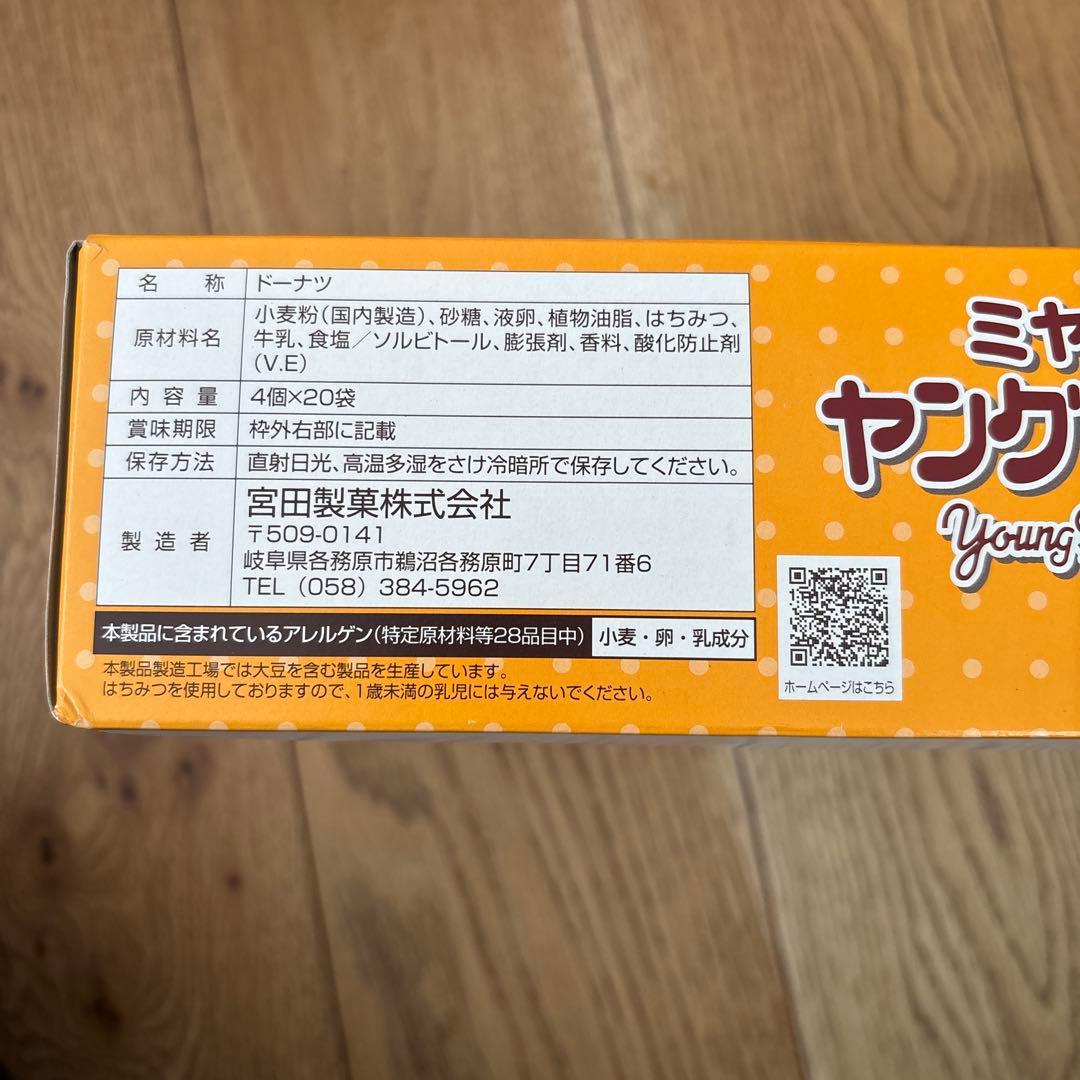 名称 ドーナツ
原材料名 小麦粉(国内製造)、砂糖、液卵、植物油脂、はちみつ、
牛乳、食塩/ソルビトール、膨張剤、香料、酸化防止剤
(V.E)
内容量 4個×20袋
賞味期限 枠外右部に記載
保存方法 直射日光、高温多湿をさけ冷暗所で保存してください。
製造者 宮田製菓株式会社
〒509-0141
岐阜県各務原市鵜沼各務原町7丁目71番6
TEL(058)384-5962
本製品に含まれているアレルゲン(特定原材料等28品目中) 小麦・卵・乳成分
本製品製造工場では大豆を含む製品を生産しています。
はちみつを使用しておりますので、1歳未満の乳児には与えないでください。
ミヤ
ヤング
Young
ホームページはこちら